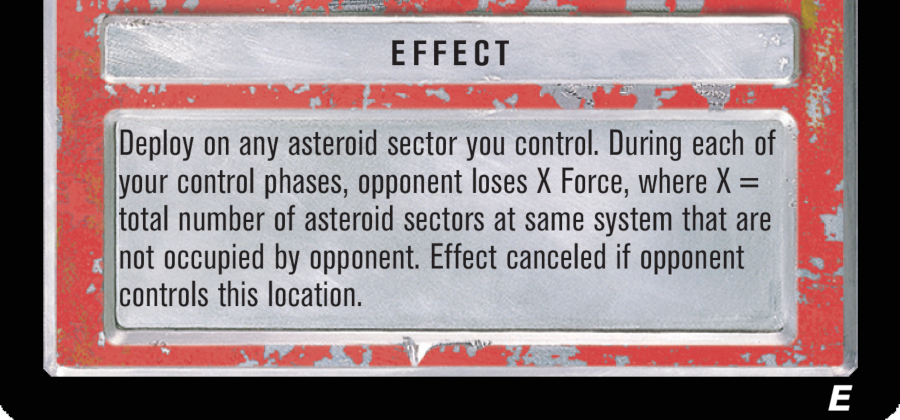 EFFECT
Deploy on any asteroid sector you control. During each of
your control phases, opponent loses X Force, where X =
total number of asteroid sectors at same system that are
not occupied by opponent. Effect canceled if opponent
controls this location.
E